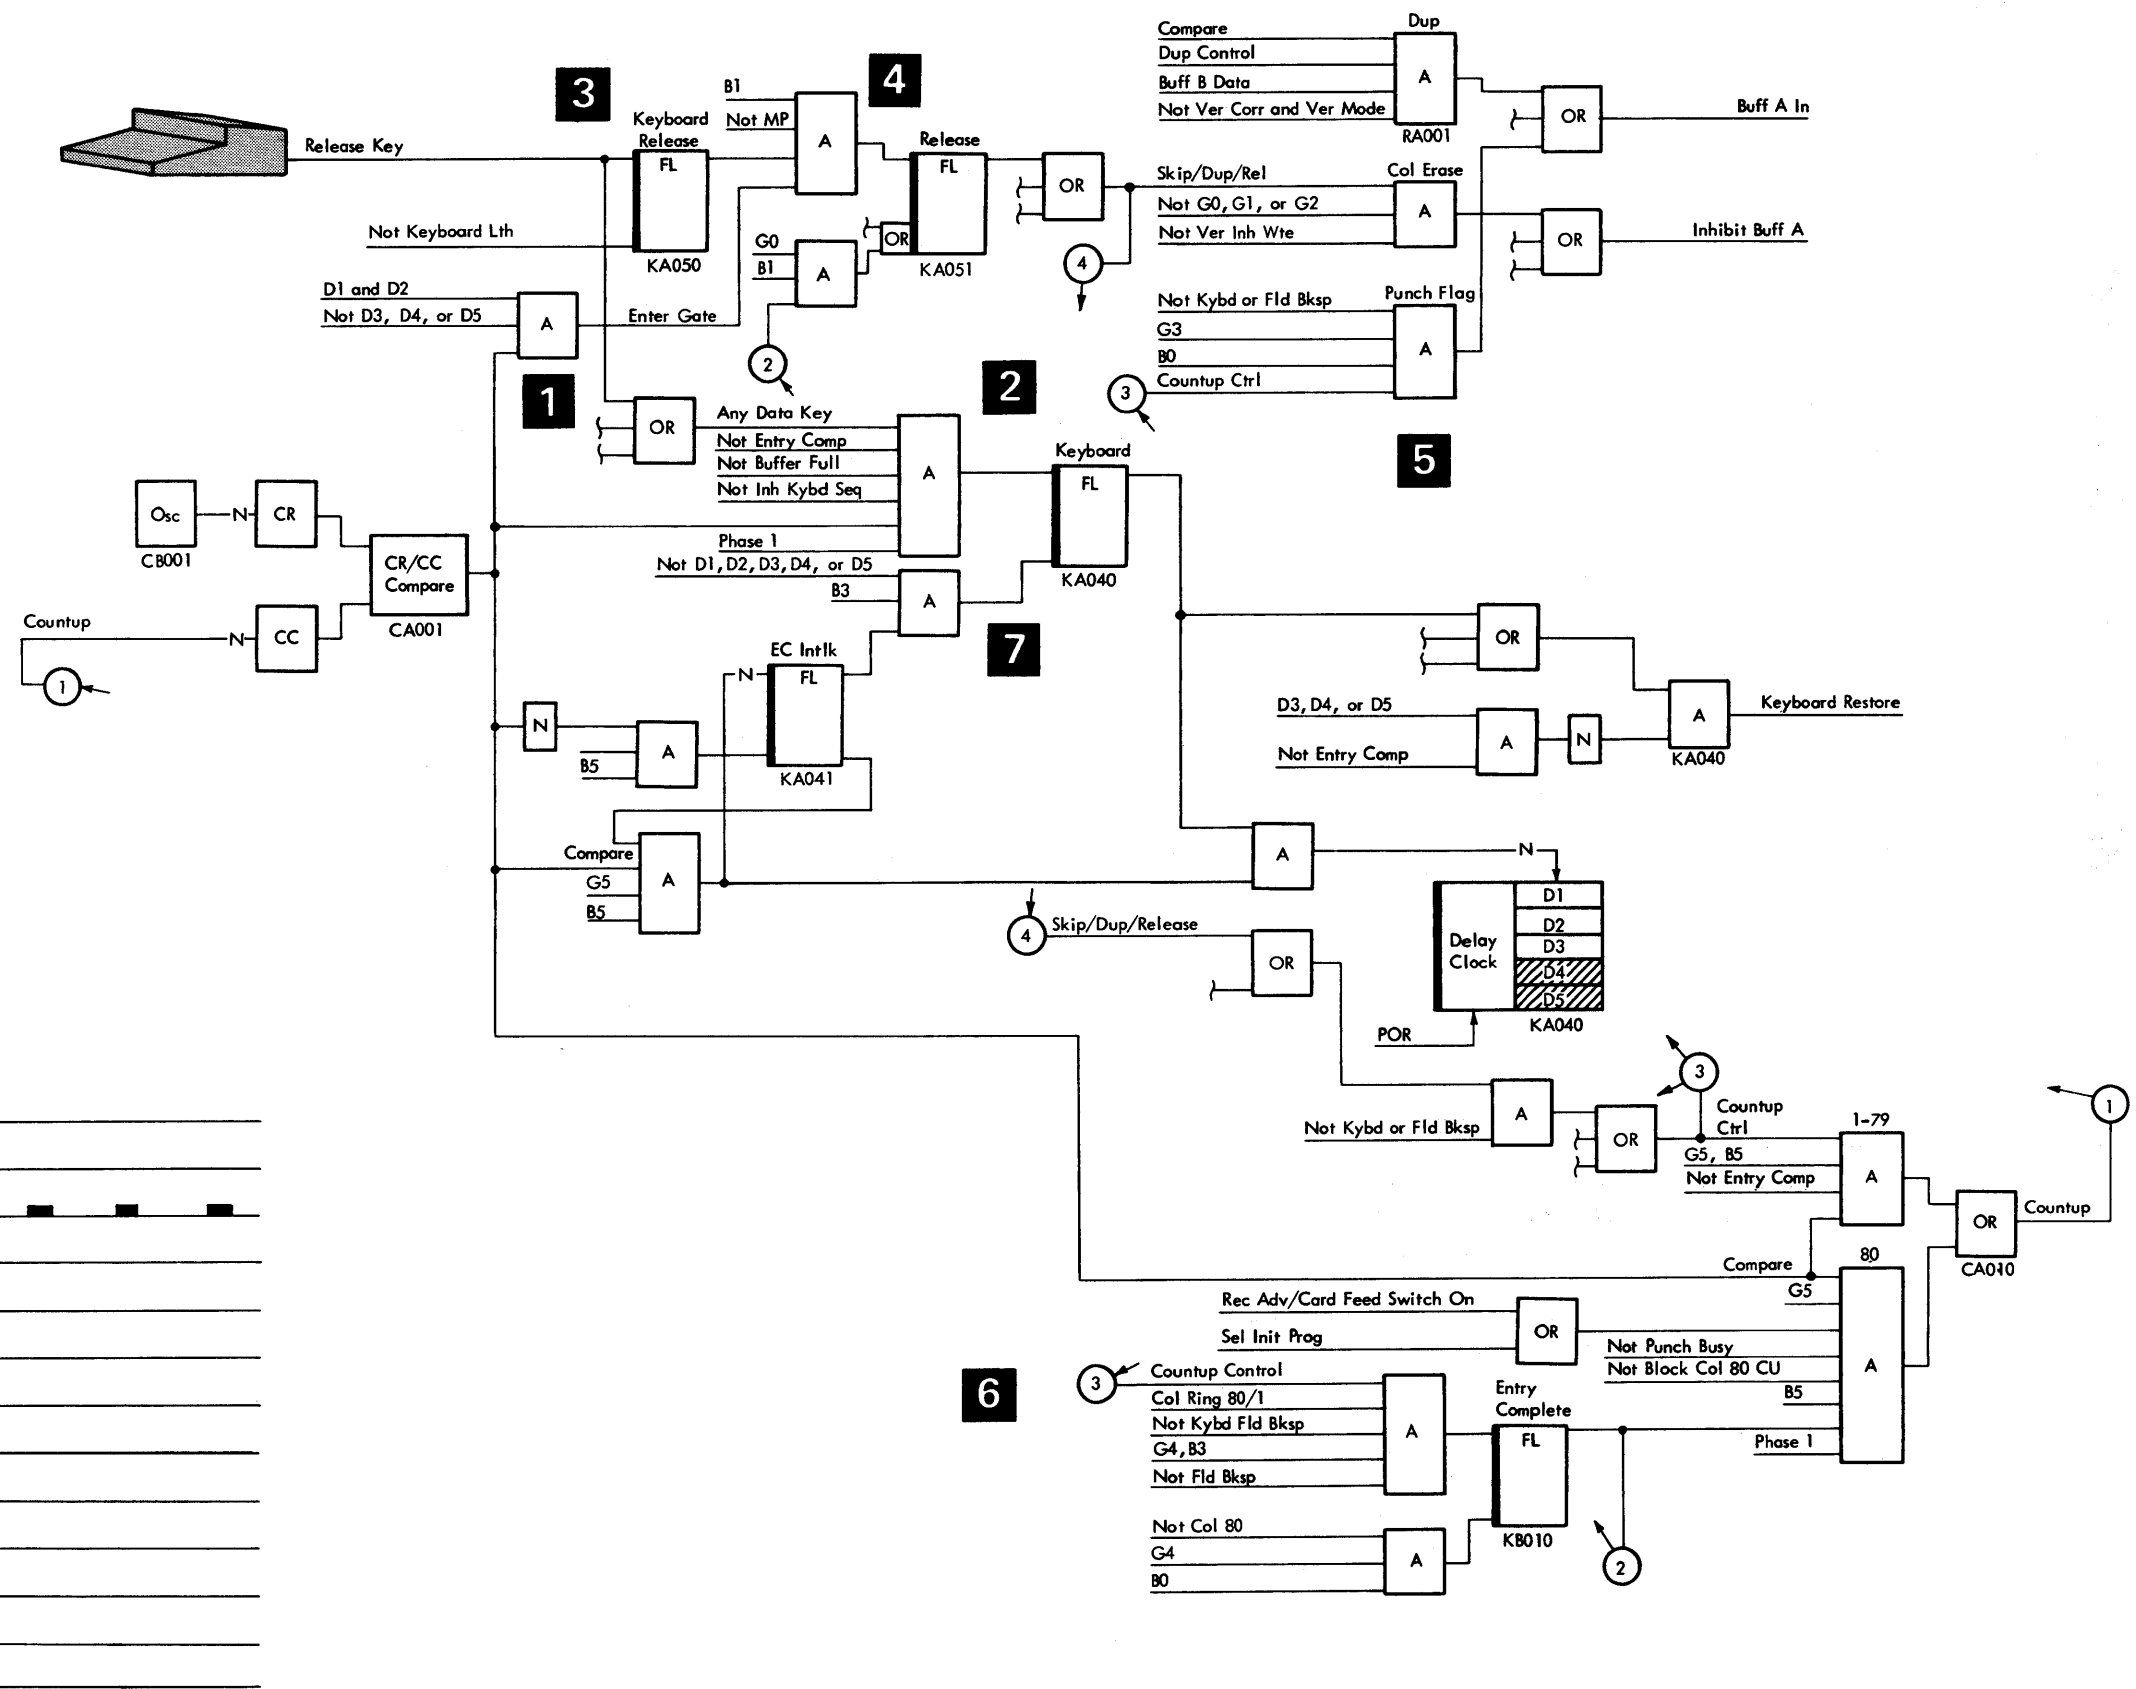 Compare
Dup
Dup Control
Buff B Data
Not Ver Corr and Ver Mode
A
RA001
OR
Buff A In
3
4
B1
Not MP
A
Keyboard
Release
FL
KA050
Release Key
Not Keyboard Lth
Release
FL
OR
KA051
G0
B1
A
2
OR
4
Skip/Dup/Rel
Not G0, G1, or G2
Not Ver Inh Wte
Col Erase
A
OR
Inhibit Buff A
D1 and D2
Not D3, D4, or D5
A
Enter Gate
Not Kybd or Fld Bksp
G3
B0
Countup Ctrl
3
Punch Flag
A
1
2
5
OR
Any Data Key
Not Entry Comp
Not Buffer Full
Not Inh Kybd Seq
Phase 1
A
Keyboard
FL
KA040
Osc
CB001
N
CR
CR/CC
Compare
CA001
Countup
N
CC
1
Not D1, D2, D3, D4, or D5
B3
A
7
EC Intlk
N
FL
KA041
N
B5
A
OR
D3, D4, or D5
Not Entry Comp
A
N
A
KA040
Keyboard Restore
Compare
G5
B5
A
A
N
4
Skip/Dup/Release
OR
Delay
Clock
D1
D2
D3
D4
D5
KA040
POR
Not Kybd or Fld Bksp
A
OR
3
Countup
Ctrl
G5, B5
Not Entry Comp
1-79
A
1
OR
CA010
Countup
Compare
80
G5
Rec Adv/Card Feed Switch On
Sel Init Prog
OR
Not Punch Busy
Not Block Col 80 CU
B5
Phase 1
A
6
3
Countup Control
Col Ring 80/1
Not Kybd Fld Bksp
G4, B3
Not Fld Bksp
A
Entry
Complete
FL
KB010
Not Col 80
G4
B0
A
2